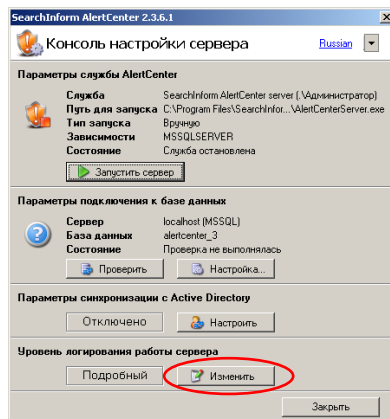 SearchInform AlertCenter 2.3.6.1
Консоль настройки сервера
Russian
Параметры службы AlertCenter
Служба SearchInform AlertCenter server (.\Администратор)
Путь для запуска C:\Program Files\SearchInfor...\AlertCenterServer.exe
Тип запуска Вручную
Зависимости MSSQLSERVER
Состояние Служба остановлена
Запустить сервер
Параметры подключения к базе данных
Сервер localhost (MSSQL)
База данных alertcenter_3
Состояние Проверка не выполнялась
Проверить Настройка...
Параметры синхронизации с Active Directory
Отключено Настроить
Уровень логирования работы сервера
Подробный Изменить
Закрыть